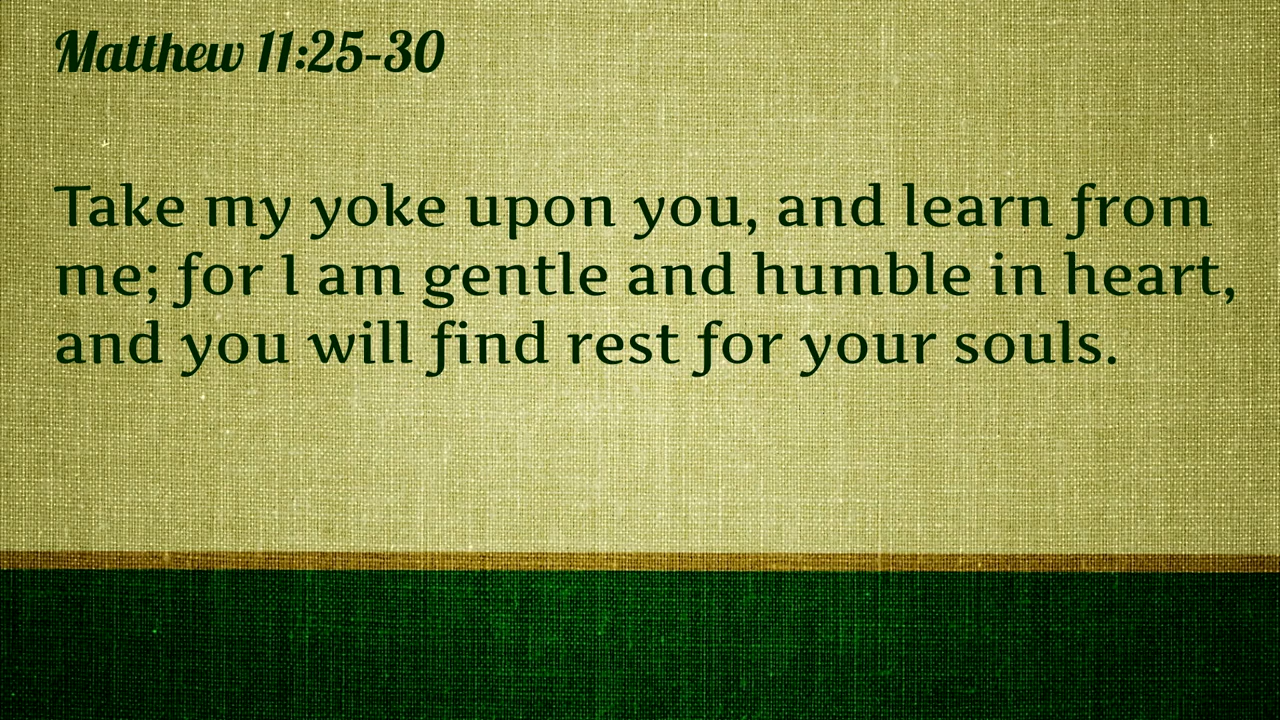 Matthew 11:25-30
Take my yoke upon you, and learn from
me; for I am gentle and humble in heart,
and you will find rest for your souls.